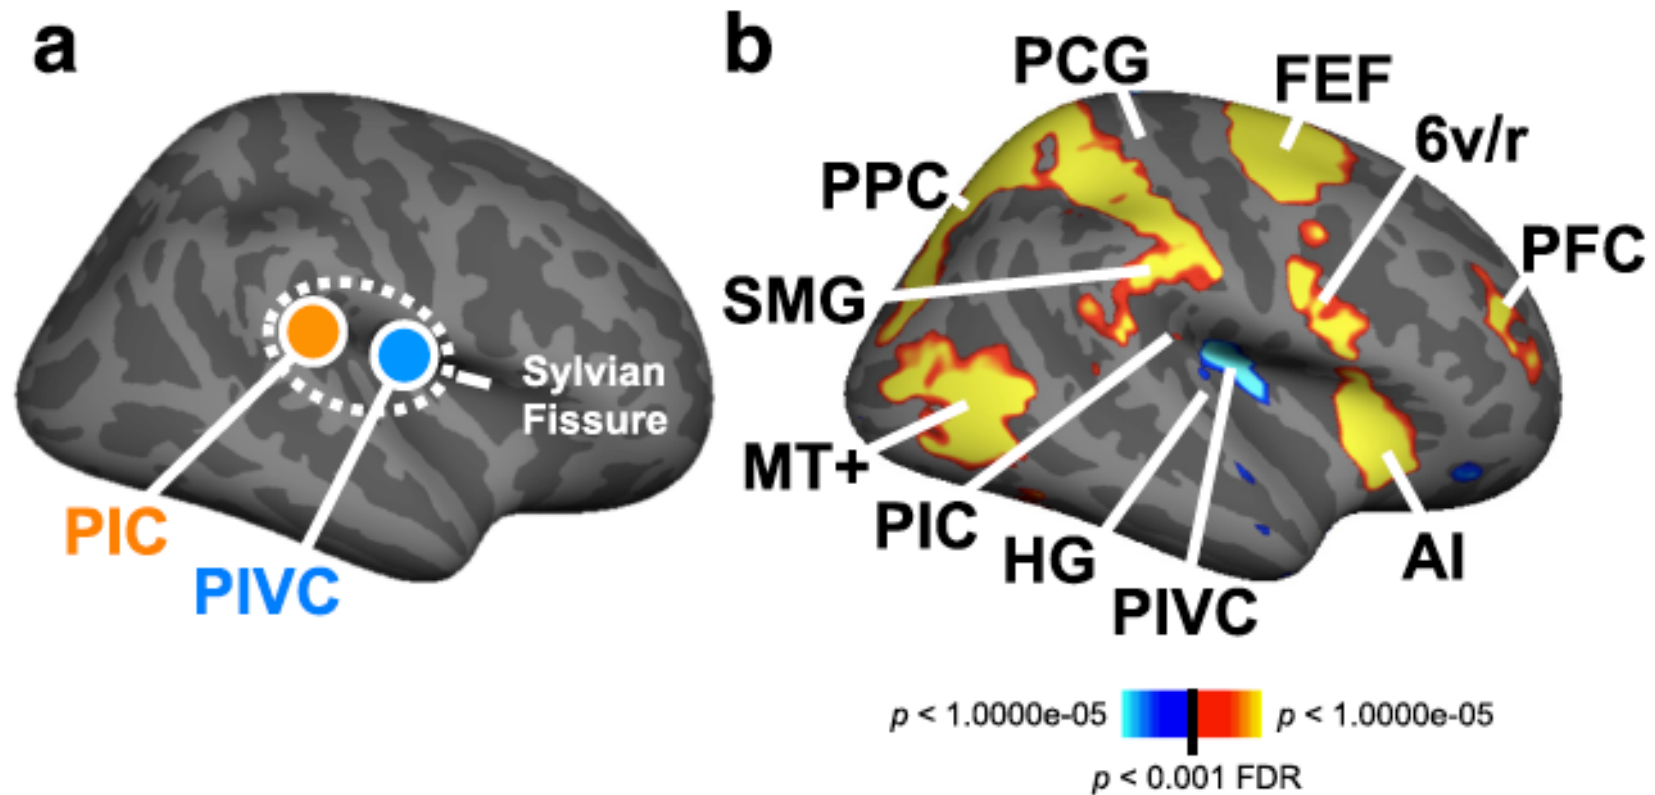 a
Sylvian
Fissure
PIC
PIVC
b
PCG
FEF
6v/r
PPC
PFC
SMG
MT+
PIC
HG
PIVC
AI
p < 1.0000e-05
p < 1.0000e-05
p < 0.001 FDR